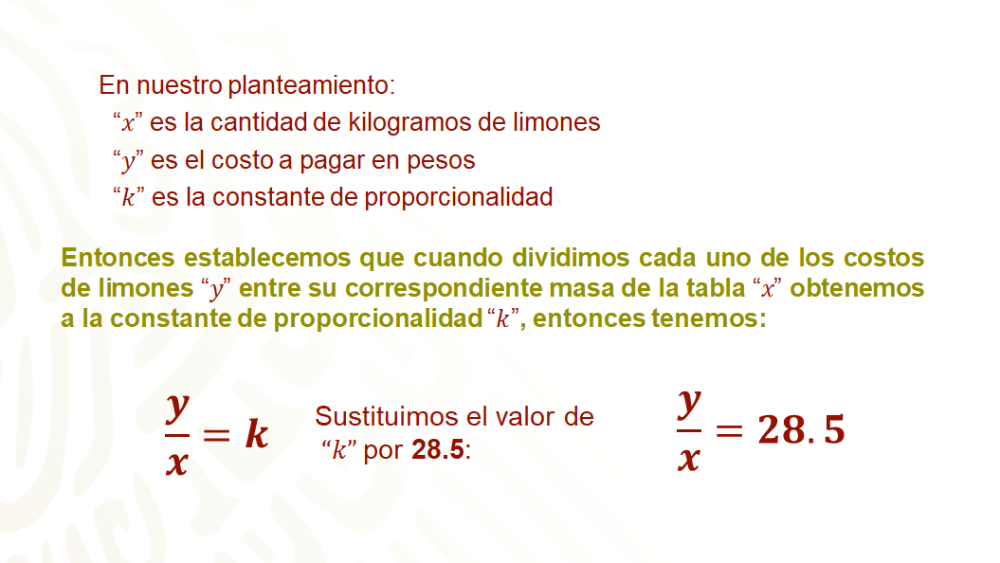 En nuestro planteamiento:
“x” es la cantidad de kilogramos de limones
“y” es el costo a pagar en pesos
“k” es la constante de proporcionalidad
Entonces establecemos que cuando dividimos cada uno de los costos
de limones “y” entre su correspondiente masa de la tabla “x” obtenemos
a la constante de proporcionalidad “k”, entonces tenemos:
y/x = k
Sustituimos el valor de
“k” por 28.5:
y/x = 28.5